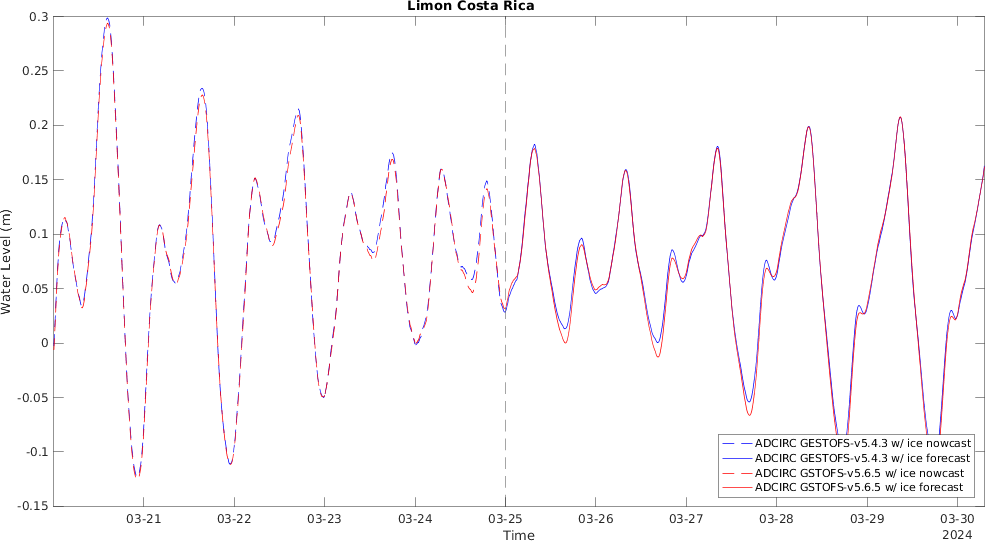 Limon Costa Rica
0.3
0.25
0.2
0.15
0.1
0.05
0
-0.05
-0.1
-0.15
Water Level (m)
03-21 03-22 03-23 03-24 03-25 03-26 03-27 03-28 03-29 03-30
Time
2024
ADCIRC GESTOFS-v5.4.3 w/ ice nowcast
ADCIRC GESTOFS-v5.4.3 w/ ice forecast
ADCIRC GSTOFS-v5.6.5 w/ ice nowcast
ADCIRC GSTOFS-v5.6.5 w/ ice forecast